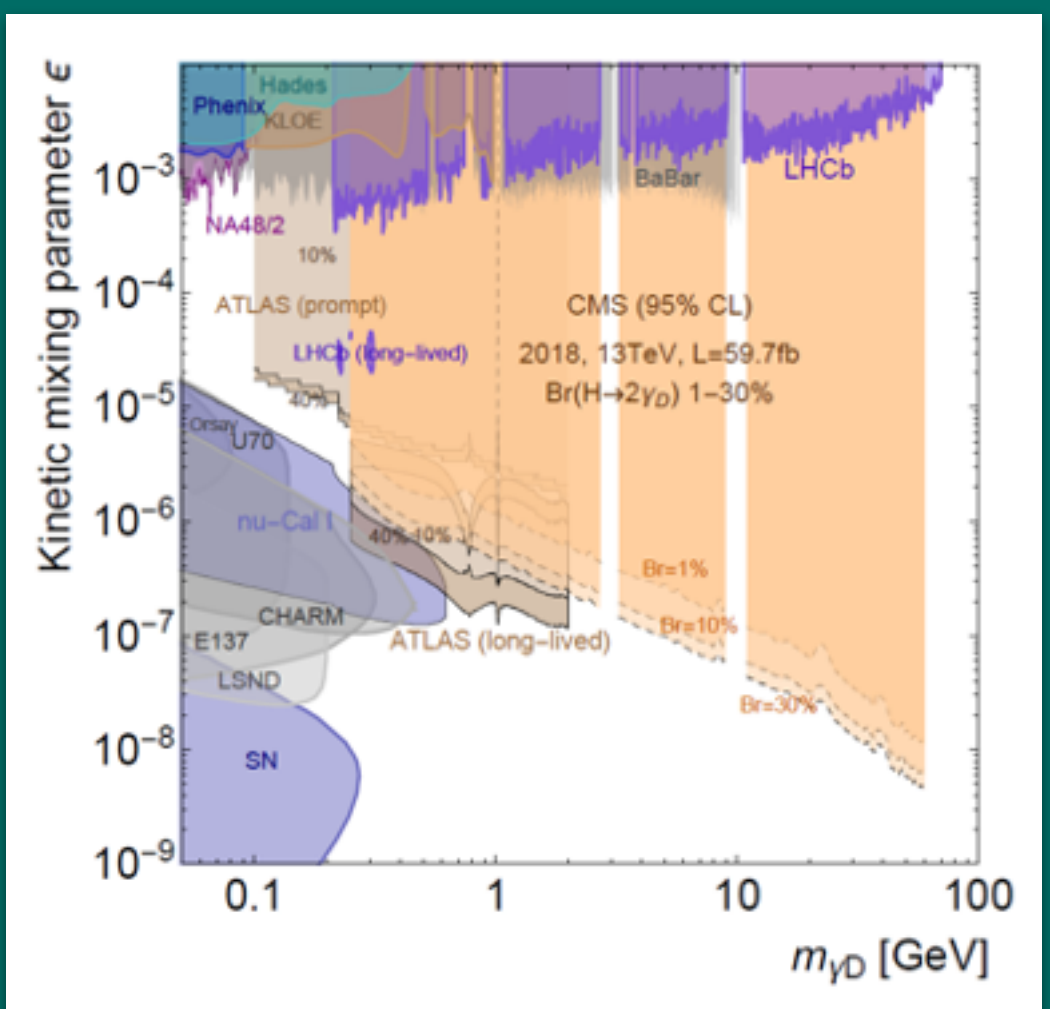 Kinetic mixing parameter ϵ
10⁻³
10⁻⁴
10⁻⁵
10⁻⁶
10⁻⁷
10⁻⁸
10⁻⁹
Hades
Phenix
KLOE
LHCb
BaBar
NA48/2
10%
ATLAS (prompt)
CMS (95% CL)
LHCb (long-lived)
2018, 13TeV, L=59.7fb
Br(H→2γ_D) 1-30%
40%
Orsay
U70
nu-Cal I
40% 10%
Br=1%
CHARM
Br=10%
E137
ATLAS (long-lived)
LSND
Br=30%
SN
0.1
1
10
100
m_γD [GeV]